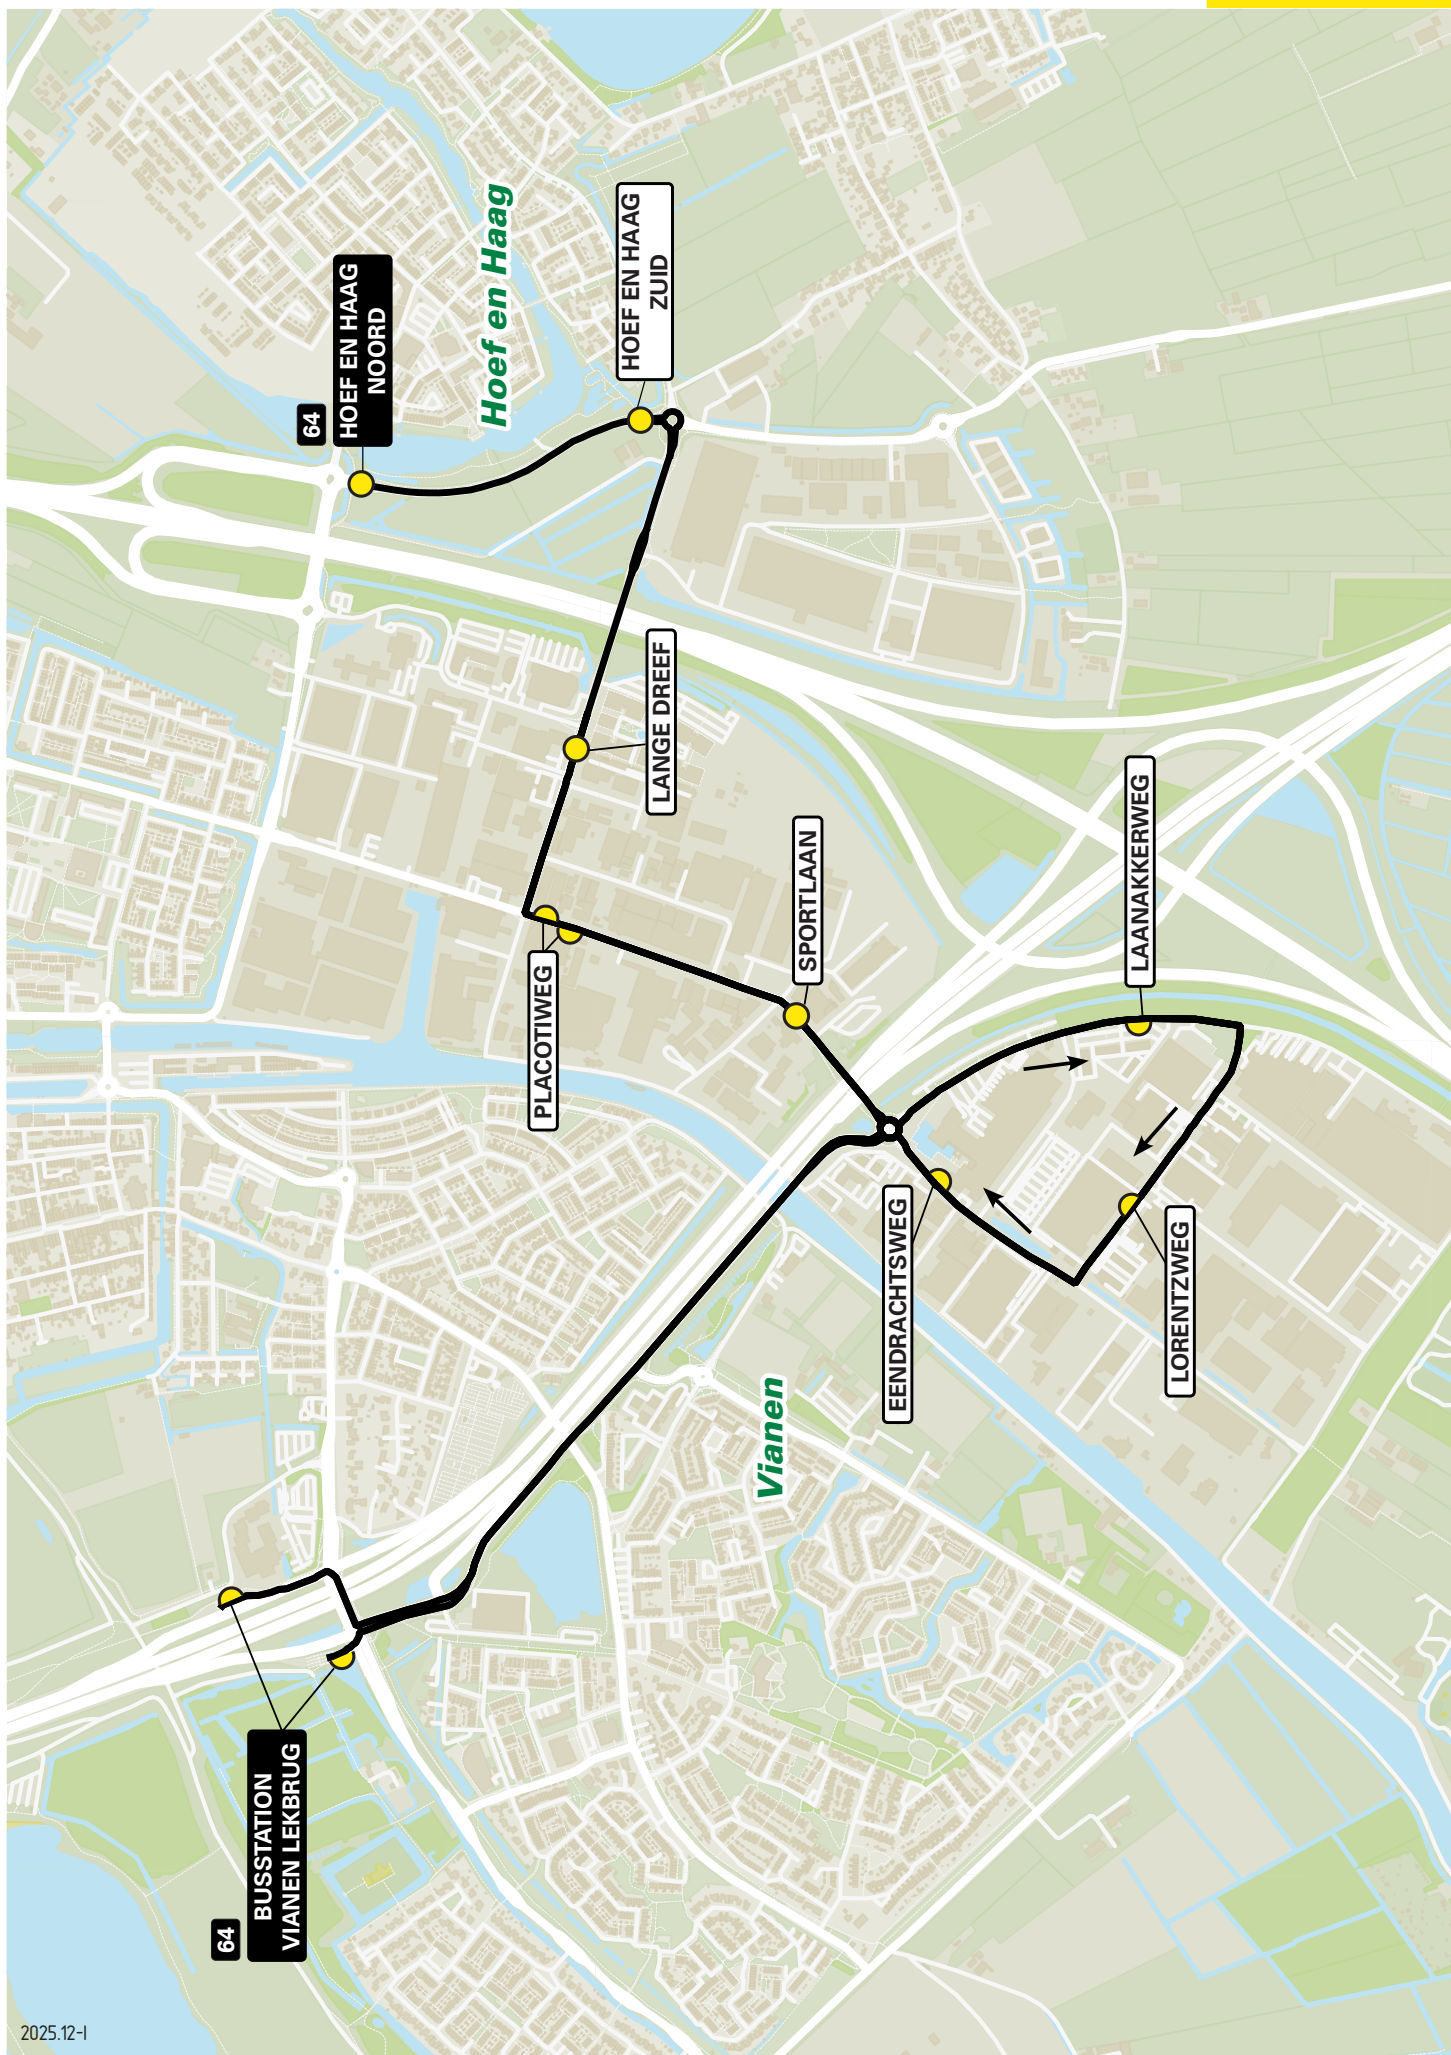 64
BUSSTATION
VIANEN LEKBRUG
64
HOEF EN HAAG
NOORD
Hoef en Haag
HOEF EN HAAG
ZUID
LANGE DREEF
PLACOTIWEG
SPORTLAAN
LAANAKKERWEG
EENDRACHTSWEG
LORENTZWEG
Vianen
2025.12-I